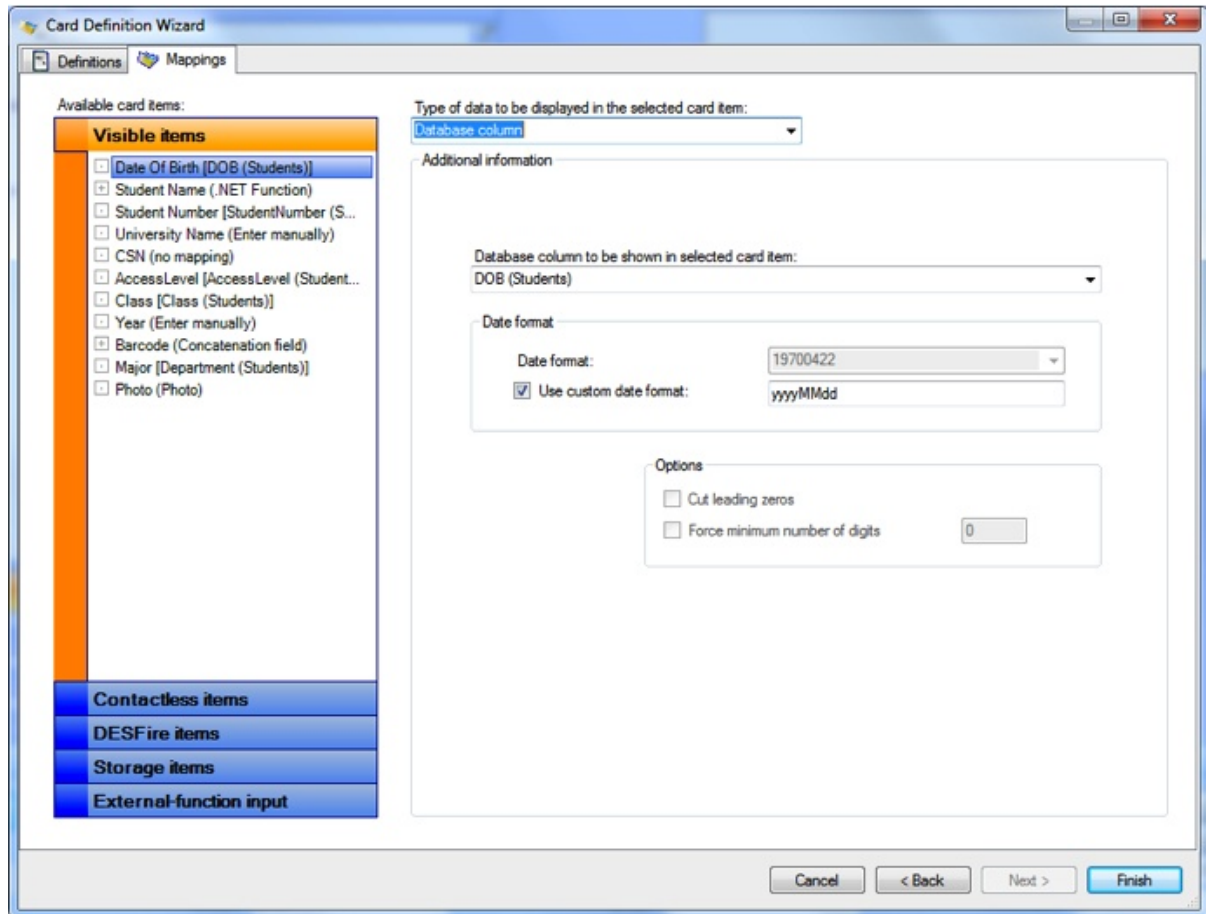 Card Definition Wizard
Definitions
Mappings
Available card items:
Visible items
Date Of Birth [DOB (Students)]
Student Name (.NET Function)
Student Number [StudentNumber (S...
University Name (Enter manually)
CSN (no mapping)
AccessLevel [AccessLevel (Student...
Class [Class (Students)]
Year (Enter manually)
Barcode (Concatenation field)
Major [Department (Students)]
Photo (Photo)
Contactless items
DESFire items
Storage items
External-function input
Type of data to be displayed in the selected card item:
Database column
Additional information
Database column to be shown in selected card item:
DOB (Students)
Date format
Date format:
19700422
Use custom date format:
yyyyMMdd
Options
Cut leading zeros
Force minimum number of digits
0
Cancel
< Back
Next >
Finish